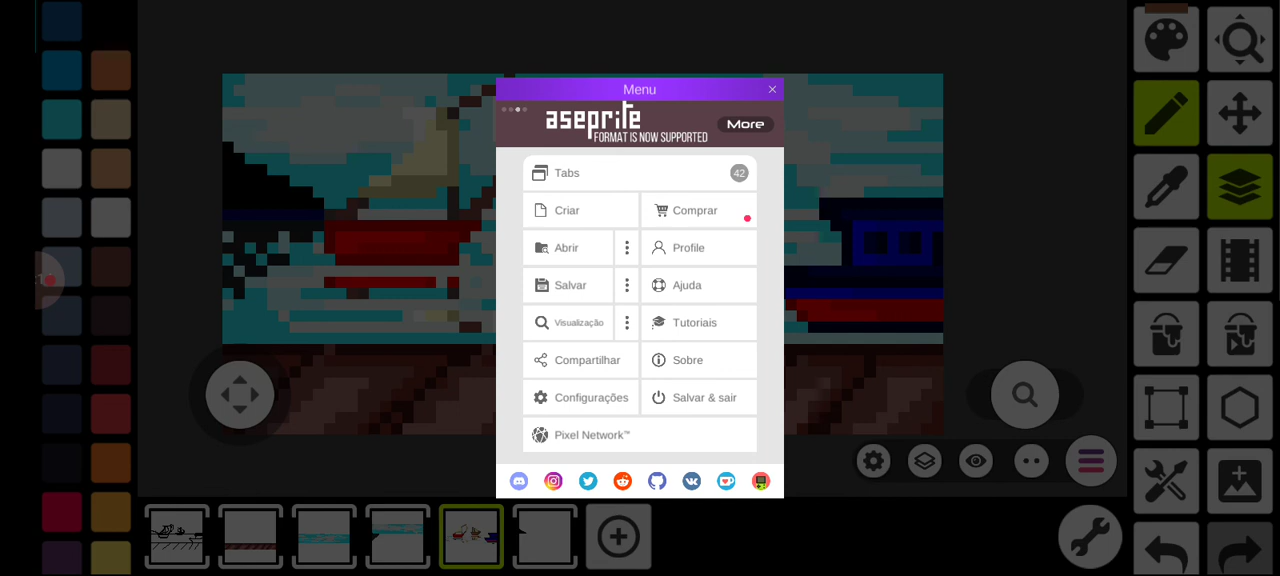 Menu
aseprite
FORMAT IS NOW SUPPORTED
More
Tabs 42
Criar
Comprar
Abrir
Profile
Salvar
Ajuda
Visualização
Tutoriais
Compartilhar
Sobre
Configurações
Salvar & sair
Pixel Network™